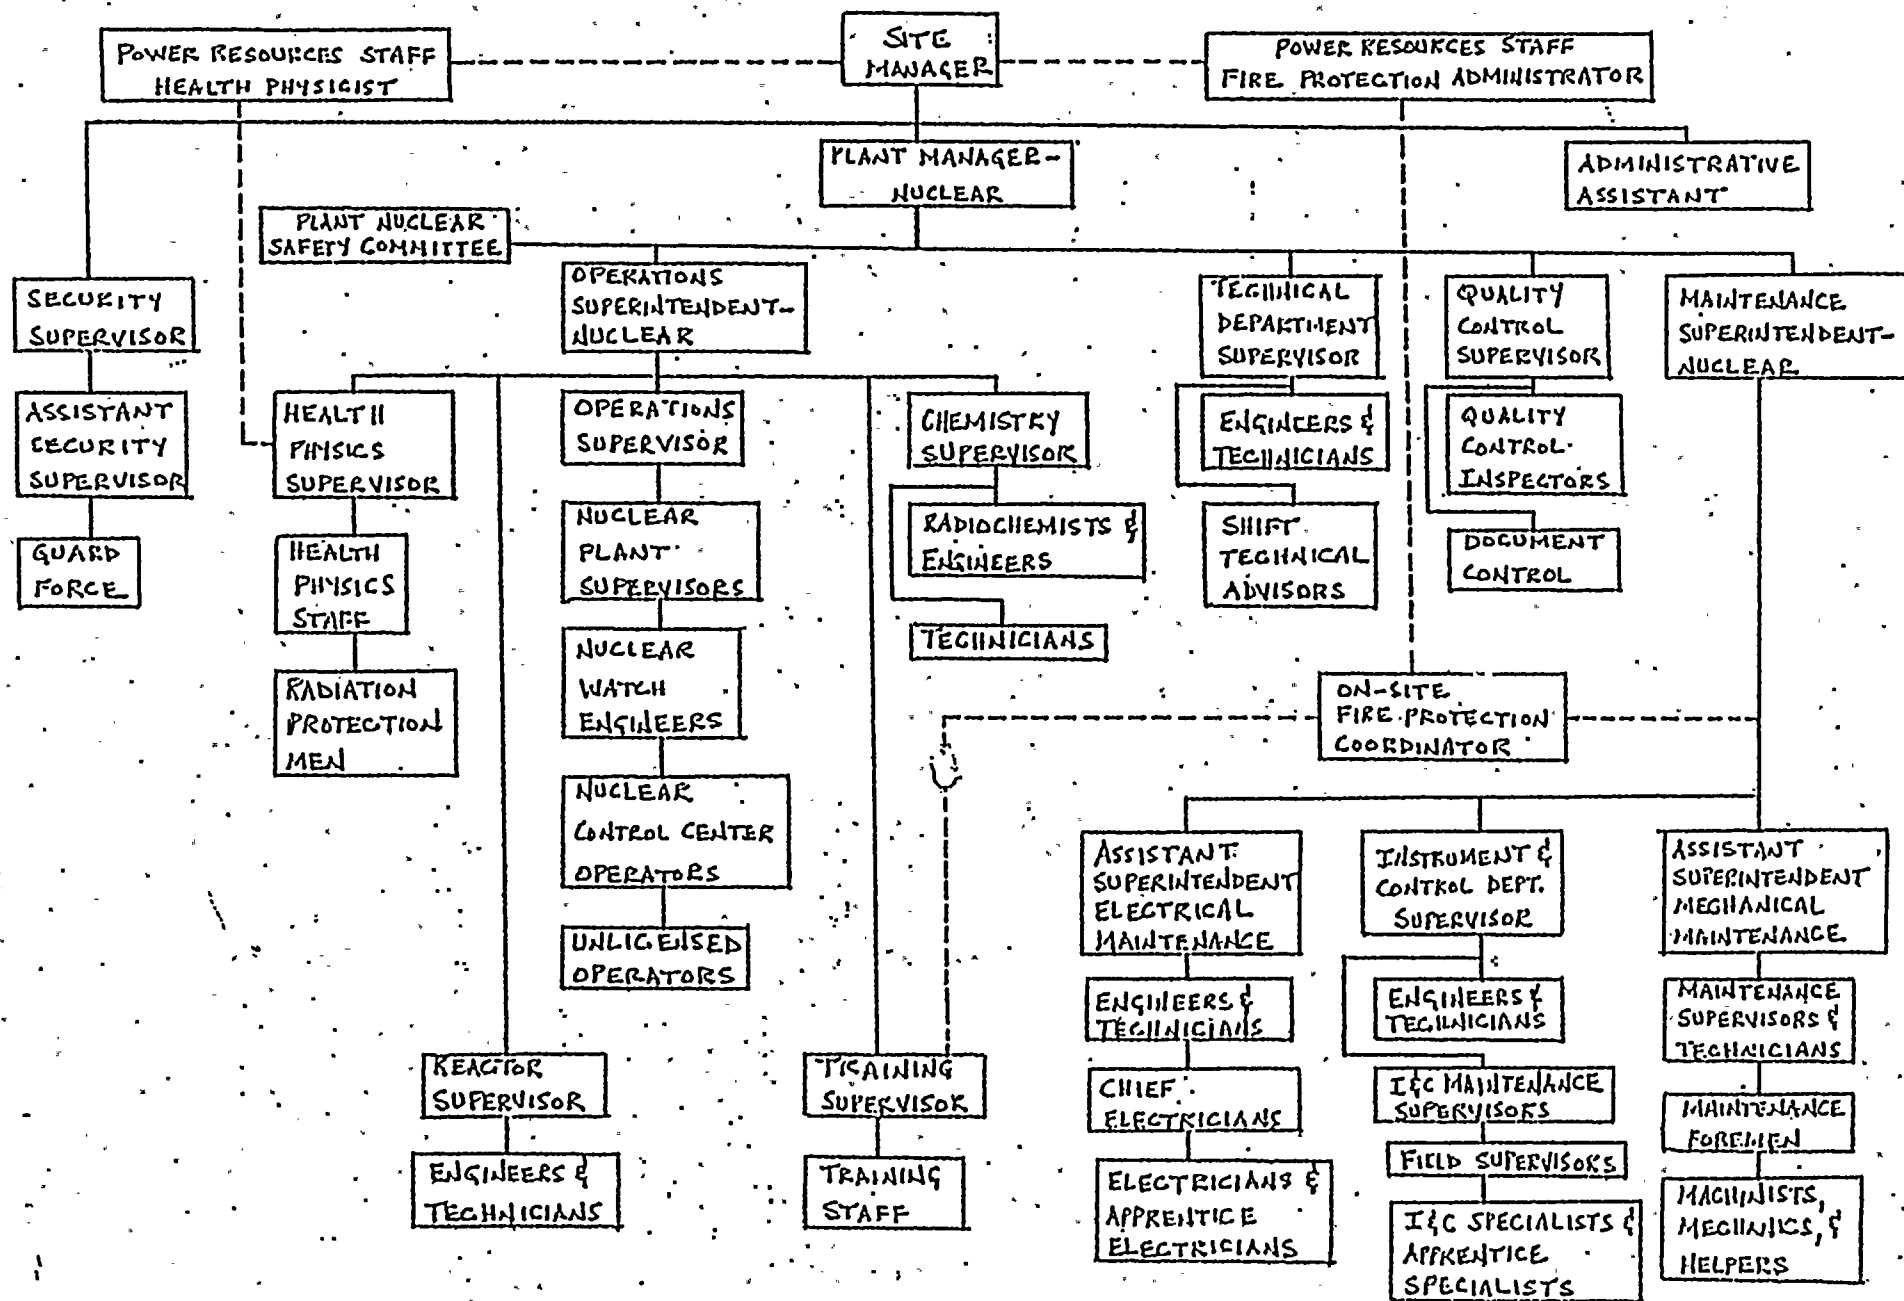 POWER RESOURCES STAFF
HEALTH PHYSICIST
SITE
MANAGER
POWER RESOURCES STAFF
FIRE PROTECTION ADMINISTRATOR
PLANT MANAGER-
NUCLEAR
ADMINISTRATIVE
ASSISTANT
PLANT NUCLEAR
SAFETY COMMITTEE
SECURITY
SUPERVISOR
OPERATIONS
SUPERINTENDENT-
NUCLEAR
TECHNICAL
DEPARTMENT
SUPERVISOR
QUALITY
CONTROL
SUPERVISOR
MAINTENANCE
SUPERINTENDENT-
NUCLEAR
ASSISTANT
SECURITY
SUPERVISOR
HEALTH
PHYSICS
SUPERVISOR
OPERATIONS
SUPERVISOR
CHEMISTRY
SUPERVISOR
ENGINEERS &
TECHNICIANS
QUALITY
CONTROL
INSPECTORS
GUARD
FORCE
HEALTH
PHYSICS
STAFF
NUCLEAR
PLANT
SUPERVISORS
RADIOCHEMISTS &
ENGINEERS
SHIFT
TECHNICAL
ADVISORS
DOCUMENT
CONTROL
TECHNICIANS
RADIATION
PROTECTION
MEN
NUCLEAR
WATCH
ENGINEERS
ON-SITE
FIRE PROTECTION
COORDINATOR
NUCLEAR
CONTROL CENTER
OPERATORS
ASSISTANT
SUPERINTENDENT
ELECTRICAL
MAINTENANCE
INSTRUMENT &
CONTROL DEPT.
SUPERVISOR
ASSISTANT
SUPERINTENDENT
MECHANICAL
MAINTENANCE
UNLICENSED
OPERATORS
ENGINEERS &
TECHNICIANS
ENGINEERS &
TECHNICIANS
MAINTENANCE
SUPERVISORS &
TECHNICIANS
REACTOR
SUPERVISOR
TRAINING
SUPERVISOR
CHIEF
ELECTRICIANS
I&C MAINTENANCE
SUPERVISORS
MAINTENANCE
FOREMEN
ENGINEERS &
TECHNICIANS
TRAINING
STAFF
ELECTRICIANS &
APPRENTICE
ELECTRICIANS
FIELD SUPERVISORS
I&C SPECIALISTS &
APPRENTICE
SPECIALISTS
MACHINISTS,
MECHNICS, &
HELPERS